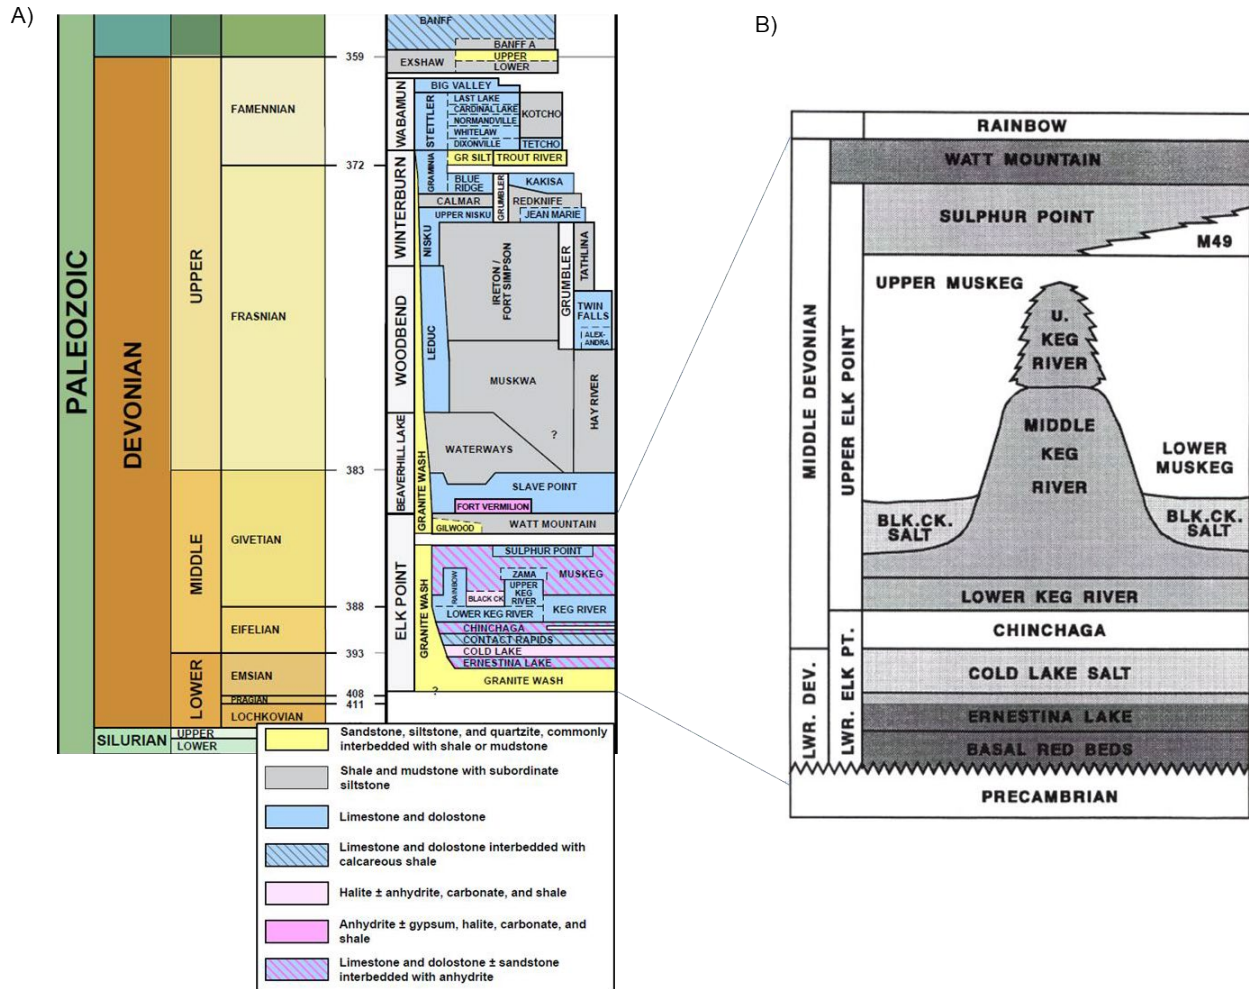 A)
PALEOZOIC
DEVONIAN
SILURIAN
UPPER
MIDDLE
LOWER
UPPER
LOWER
FAMENNIAN
FRASNIAN
GIVETIAN
EIFELIAN
EMSIAN
PRAGIAN
LOCHKOVIAN
359
372
383
388
393
408
411
WABAMUN
WINTERBURN
WOODBEND
BEAVERHILL LAKE
ELK POINT
BANFF
BANFF A
EXSHAW
UPPER
LOWER
BIG VALLEY
STETTLER
LAST LAKE
CARDINAL LAKE
NORMANDVILLE
WHITELAW
DIXONVILLE
KOTCHO
TETCHO
GRAMINIA
GR SILT
TROUT RIVER
BLUE
RIDGE
GRUMBLER
KAKISA
CALMAR
REDKNIFE
UPPER NISKU
JEAN MARIE
NISKU
IRETON /
FORT SIMPSON
GRUMBLER
TATHLINA
TWIN
FALLS
ALEX-
ANDRA
LEDUC
MUSKWA
HAY RIVER
WATERWAYS
?
GRANITE WASH
SLAVE POINT
FORT VERMILION
WATT MOUNTAIN
GILWOOD
SULPHUR POINT
GRANITE WASH
RAINBOW
ZAMA
MUSKEG
BLACK CK
UPPER
KEG
RIVER
LOWER KEG RIVER
KEG RIVER
CHINCHAGA
CONTACT RAPIDS
COLD LAKE
ERNESTINA LAKE
GRANITE WASH
?
Sandstone, siltstone, and quartzite, commonly
interbedded with shale or mudstone
Shale and mudstone with subordinate
siltstone
Limestone and dolostone
Limestone and dolostone interbedded with
calcareous shale
Halite ± anhydrite, carbonate, and shale
Anhydrite ± gypsum, halite, carbonate, and
shale
Limestone and dolostone ± sandstone
interbedded with anhydrite
B)
MIDDLE DEVONIAN
LWR. DEV.
UPPER ELK POINT
LWR. ELK PT.
RAINBOW
WATT MOUNTAIN
SULPHUR POINT
M49
UPPER MUSKEG
U.
KEG
RIVER
MIDDLE
KEG
RIVER
LOWER
MUSKEG
BLK.CK.
SALT
BLK.CK.
SALT
LOWER KEG RIVER
CHINCHAGA
COLD LAKE SALT
ERNESTINA LAKE
BASAL RED BEDS
PRECAMBRIAN